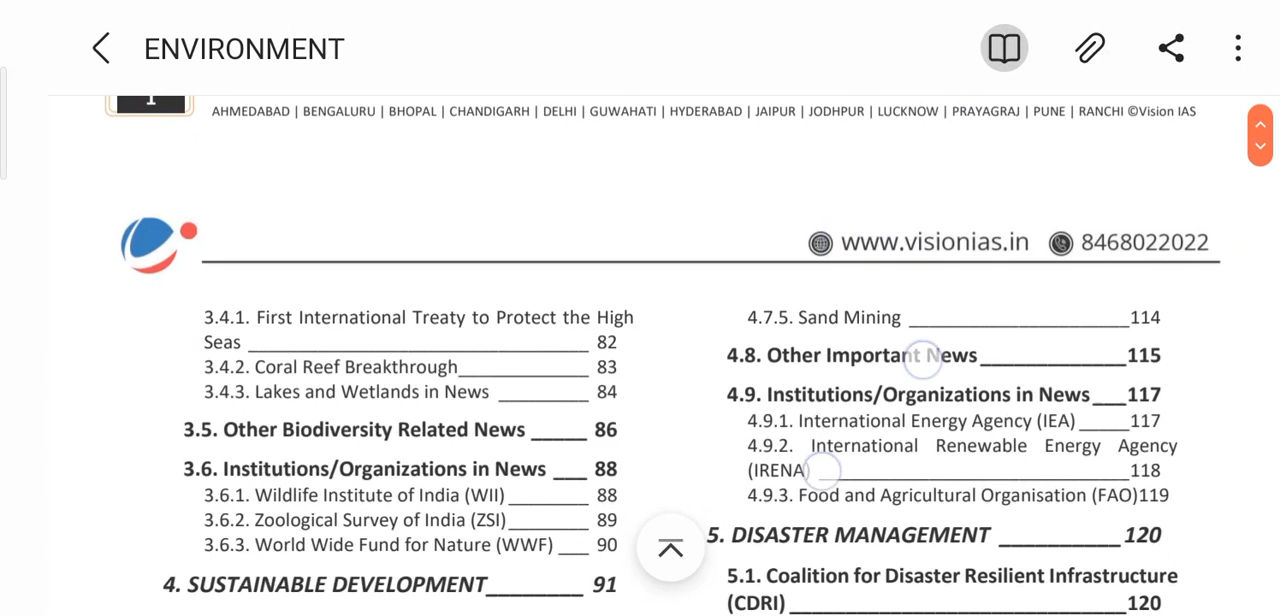 ENVIRONMENT
1
AHMEDABAD | BENGALURU | BHOPAL | CHANDIGARH | DELHI | GUWAHATI | HYDERABAD | JAIPUR | JODHPUR | LUCKNOW | PRAYAGRAJ | PUNE | RANCHI ©Vision IAS
www.visionias.in 8468022022
3.4.1. First International Treaty to Protect the High
Seas ________________________________ 82
3.4.2. Coral Reef Breakthrough____________ 83
3.4.3. Lakes and Wetlands in News ________ 84
3.5. Other Biodiversity Related News _____ 86
3.6. Institutions/Organizations in News ___ 88
3.6.1. Wildlife Institute of India (WII) _______ 88
3.6.2. Zoological Survey of India (ZSI)_______ 89
3.6.3. World Wide Fund for Nature (WWF) ___ 90
4. SUSTAINABLE DEVELOPMENT________ 91
4.7.5. Sand Mining _____________________114
4.8. Other Important News_____________115
4.9. Institutions/Organizations in News___117
4.9.1. International Energy Agency (IEA) _____117
4.9.2. International Renewable Energy Agency
(IRENA) _____________________________118
4.9.3. Food and Agricultural Organisation (FAO)119
5. DISASTER MANAGEMENT __________120
5.1. Coalition for Disaster Resilient Infrastructure
(CDRI) ______________________________120